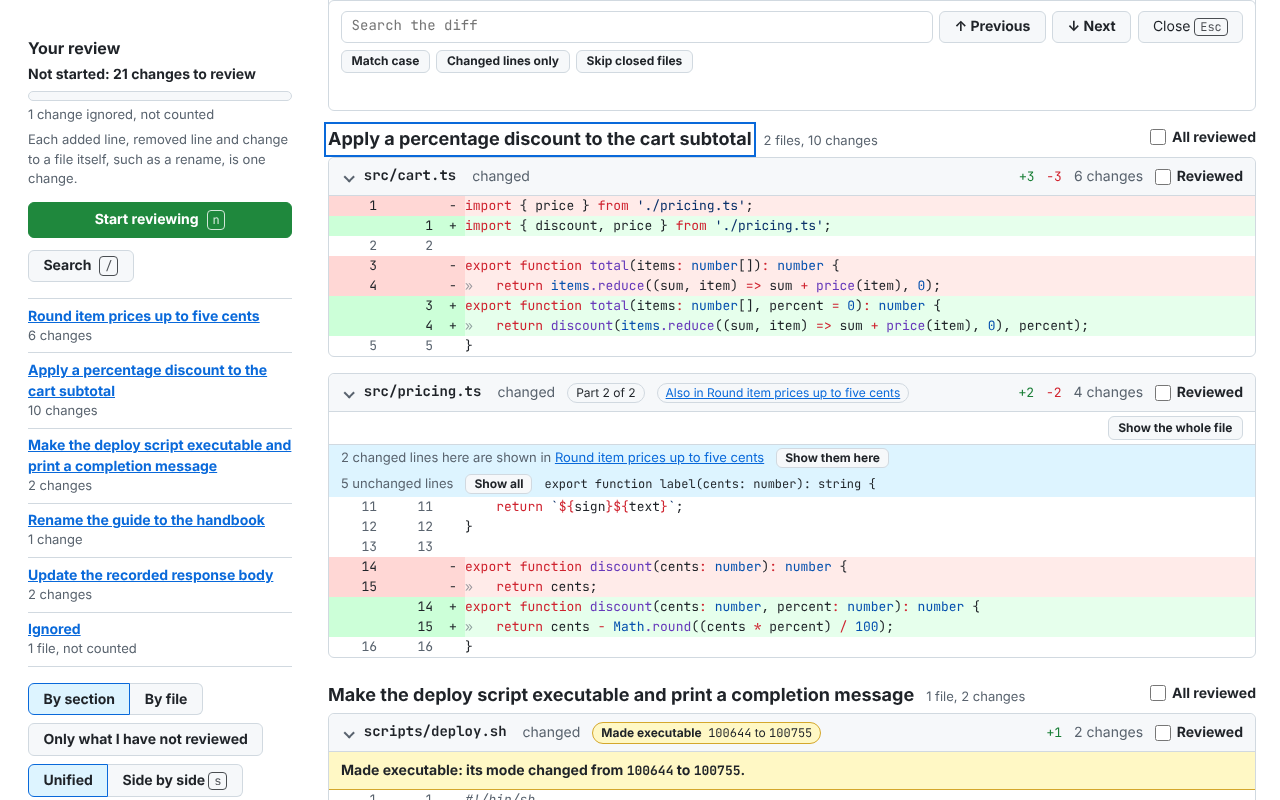 Your review
Not started: 21 changes to review
1 change ignored, not counted
Each added line, removed line and change
to a file itself, such as a rename, is one
change.
Start reviewing n
Search /
Round item prices up to five cents
6 changes
Apply a percentage discount to the
cart subtotal
10 changes
Make the deploy script executable and
print a completion message
2 changes
Rename the guide to the handbook
1 change
Update the recorded response body
2 changes
Ignored
1 file, not counted
By section By file
Only what I have not reviewed
Unified Side by side s
Search the diff
↑ Previous ↓ Next Close Esc
Match case Changed lines only Skip closed files
Apply a percentage discount to the cart subtotal 2 files, 10 changes All reviewed
src/cart.ts changed +3 -3 6 changes Reviewed
1 - import { price } from './pricing.ts';
1 + import { discount, price } from './pricing.ts';
2 2
3 - export function total(items: number[]): number {
4 - » return items.reduce((sum, item) => sum + price(item), 0);
3 + export function total(items: number[], percent = 0): number {
4 + » return discount(items.reduce((sum, item) => sum + price(item), 0), percent);
5 5 }
src/pricing.ts changed Part 2 of 2 Also in Round item prices up to five cents +2 -2 4 changes Reviewed
Show the whole file
2 changed lines here are shown in Round item prices up to five cents Show them here
5 unchanged lines Show all export function label(cents: number): string {
11 11 return `${sign}${text}`;
12 12 }
13 13
14 - export function discount(cents: number): number {
15 - » return cents;
14 + export function discount(cents: number, percent: number): number {
15 + » return cents - Math.round((cents * percent) / 100);
16 16 }
Make the deploy script executable and print a completion message 1 file, 2 changes All reviewed
scripts/deploy.sh changed Made executable 100644 to 100755 +1 2 changes Reviewed
Made executable: its mode changed from 100644 to 100755.
1 1 #!/bin/sh